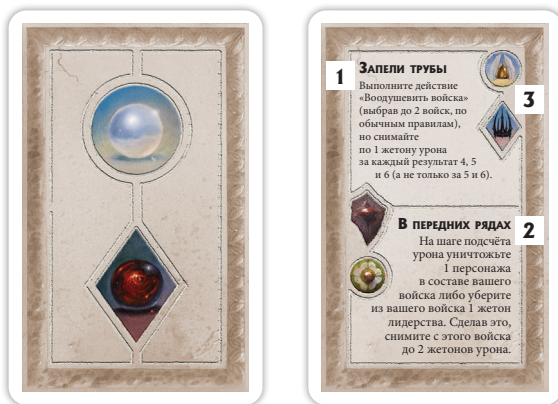 1
ЗАПЕЛИ ТРУБЫ
Выполните действие
«Воодушевить войска»
(выбрав до 2 войск, по
обычным правилам),
но снимайте
по 1 жетону урона
за каждый результат 4, 5
и 6 (а не только за 5 и 6).
3
В ПЕРЕДНИХ РЯДАХ
2
На шаге подсчёта
урона уничтожьте
1 персонажа
в составе вашего
войска либо уберите
из вашего войска 1 жетон
лидерства. Сделав это,
снимите с этого войска
до 2 жетонов урона.